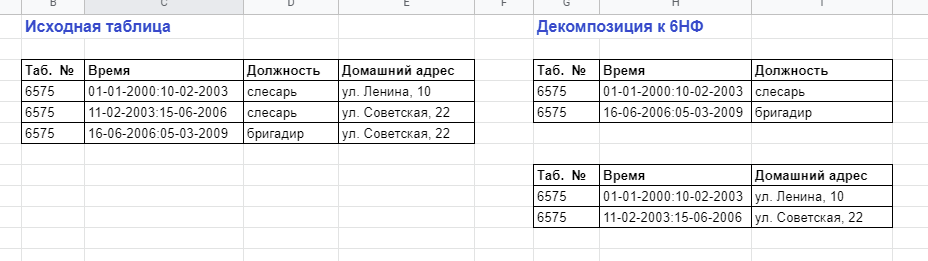 B C D E F G H I
Исходная таблица Декомпозиция к 6НФ
Таб. № Время Должность Домашний адрес Таб. № Время Должность
6575 01-01-2000:10-02-2003 слесарь ул. Ленина, 10 6575 01-01-2000:10-02-2003 слесарь
6575 11-02-2003:15-06-2006 слесарь ул. Советская, 22 6575 16-06-2006:05-03-2009 бригадир
6575 16-06-2006:05-03-2009 бригадир ул. Советская, 22
Таб. № Время Домашний адрес
6575 01-01-2000:10-02-2003 ул. Ленина, 10
6575 11-02-2003:15-06-2006 ул. Советская, 22